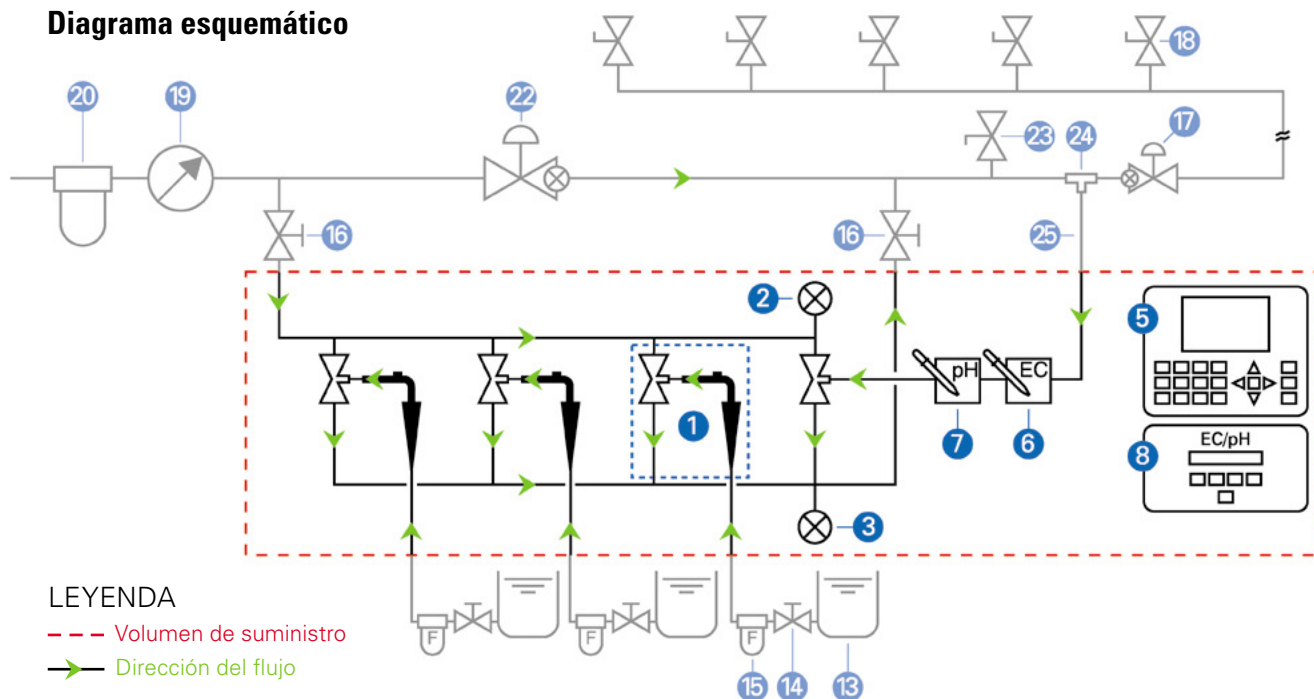 Diagrama esquemático
18
20
19
22
23
24
17
16
16
25
2
5
pH
EC
1
7
6
EC/pH
8
3
LEYENDA
Volumen de suministro
Dirección del flujo
F
F
F
15
14
13